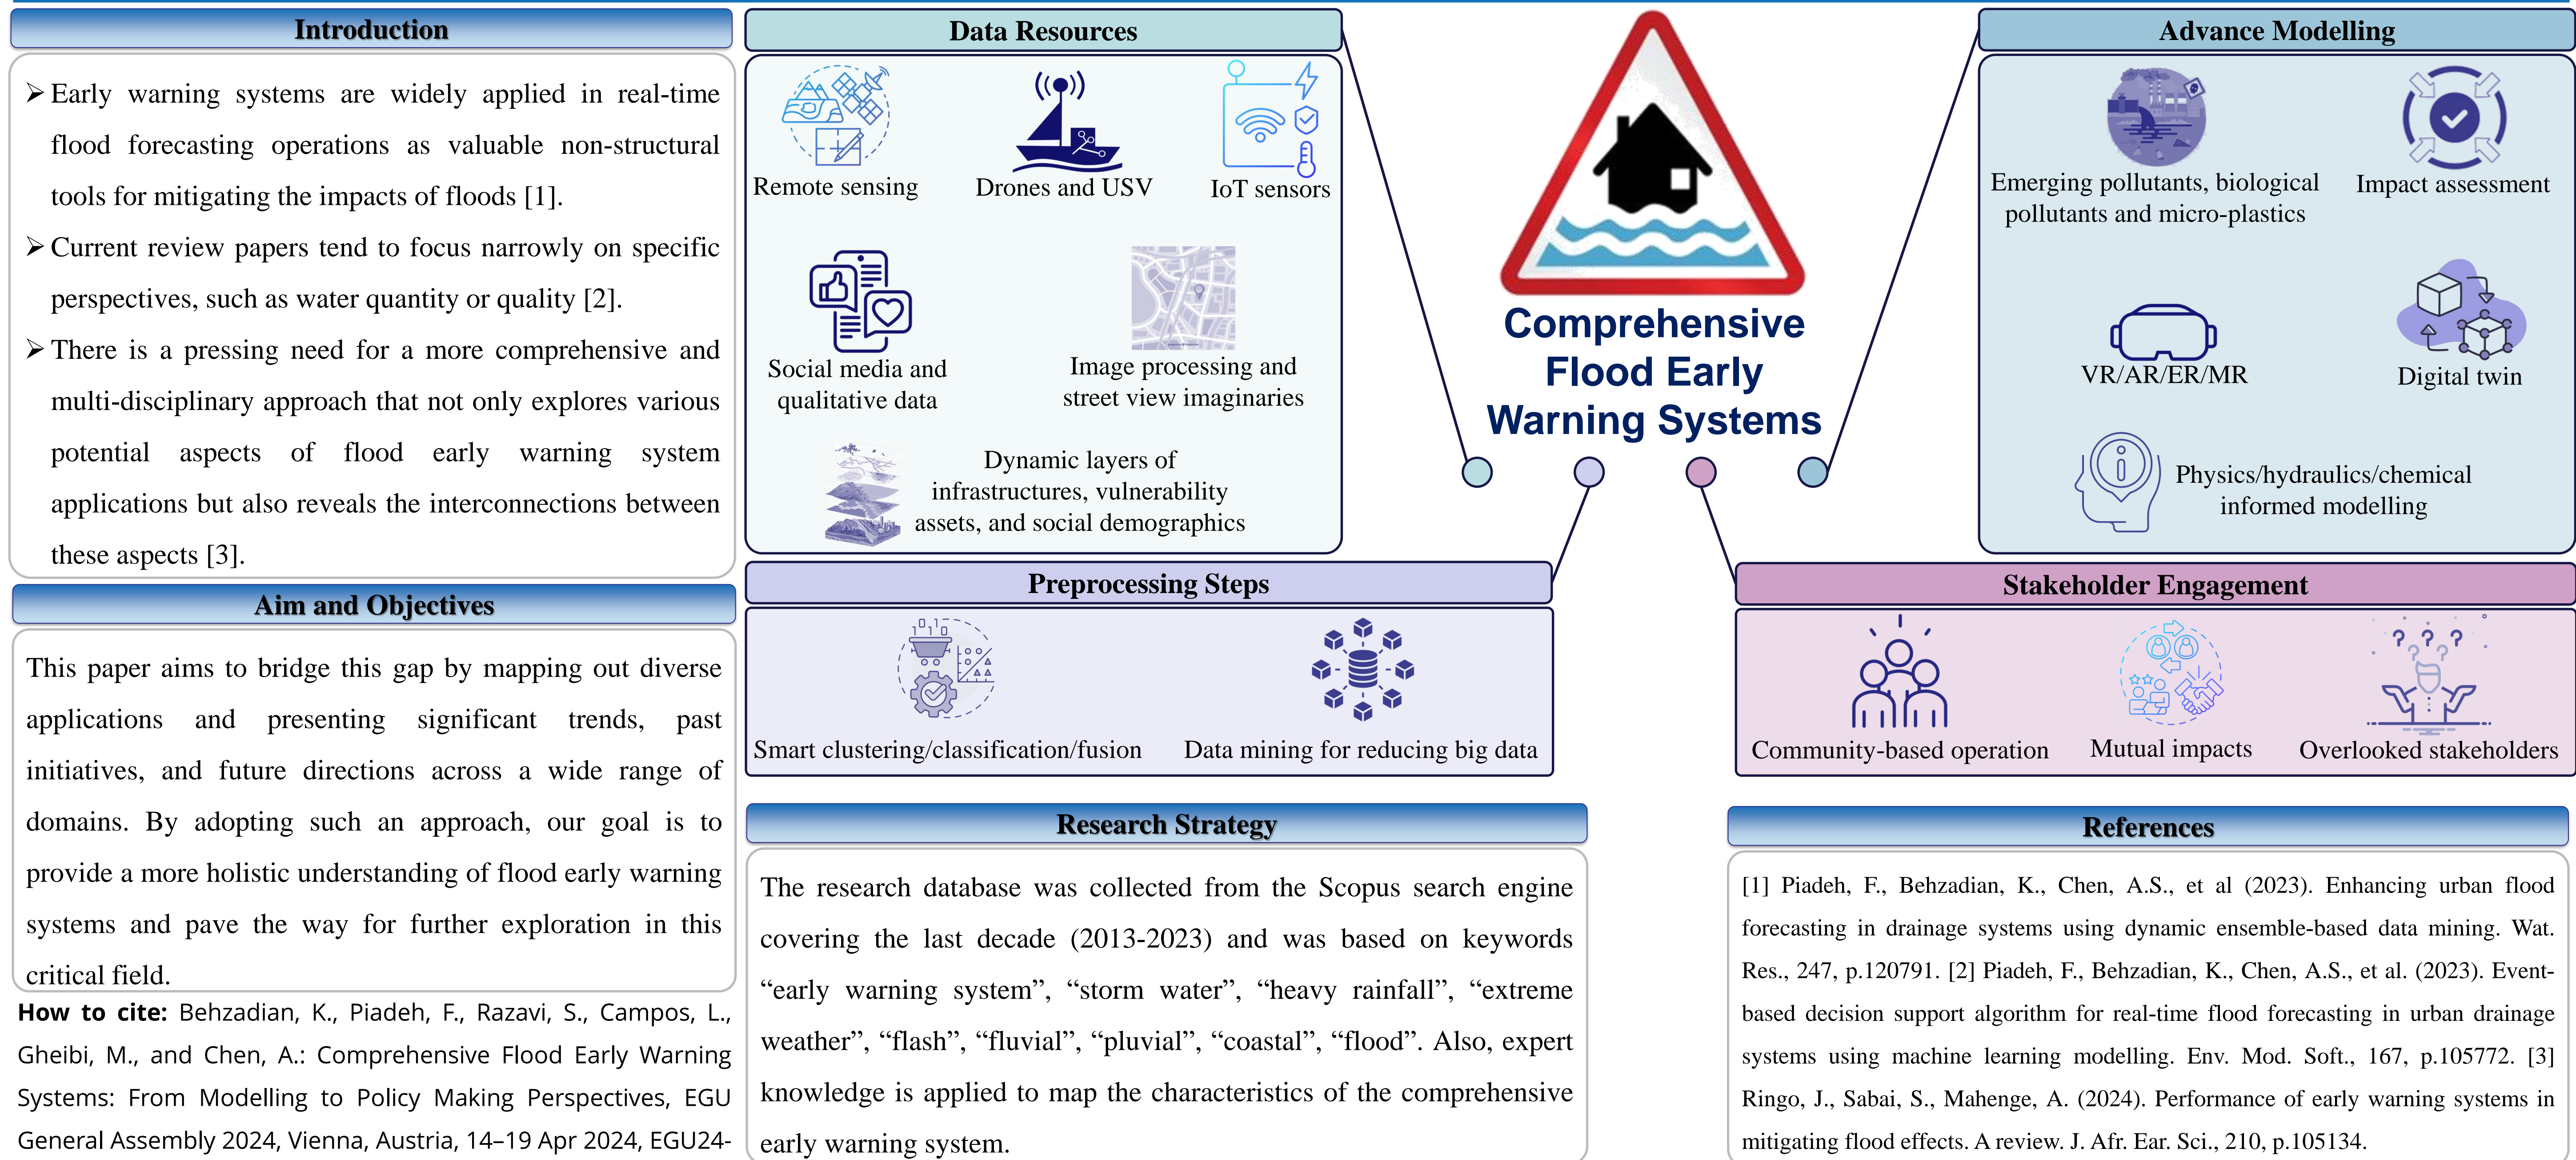 Introduction
➢ Early warning systems are widely applied in real-time
flood forecasting operations as valuable non-structural
tools for mitigating the impacts of floods [1].
➢ Current review papers tend to focus narrowly on specific
perspectives, such as water quantity or quality [2].
➢ There is a pressing need for a more comprehensive and
multi-disciplinary approach that not only explores various
potential aspects of flood early warning system
applications but also reveals the interconnections between
these aspects [3].
Aim and Objectives
This paper aims to bridge this gap by mapping out diverse
applications and presenting significant trends, past
initiatives, and future directions across a wide range of
domains. By adopting such an approach, our goal is to
provide a more holistic understanding of flood early warning
systems and pave the way for further exploration in this
critical field.
How to cite: Behzadian, K., Piadeh, F., Razavi, S., Campos, L.,
Gheibi, M., and Chen, A.: Comprehensive Flood Early Warning
Systems: From Modelling to Policy Making Perspectives, EGU
General Assembly 2024, Vienna, Austria, 14–19 Apr 2024, EGU24-
Data Resources
Remote sensing
Drones and USV
IoT sensors
Social media and
qualitative data
Image processing and
street view imaginaries
Dynamic layers of
infrastructures, vulnerability
assets, and social demographics
Comprehensive
Flood Early
Warning Systems
Advance Modelling
Emerging pollutants, biological
pollutants and micro-plastics
Impact assessment
VR/AR/ER/MR
Digital twin
Physics/hydraulics/chemical
informed modelling
Preprocessing Steps
Smart clustering/classification/fusion
Data mining for reducing big data
Stakeholder Engagement
Community-based operation
Mutual impacts
Overlooked stakeholders
Research Strategy
The research database was collected from the Scopus search engine
covering the last decade (2013-2023) and was based on keywords
“early warning system”, “storm water”, “heavy rainfall”, “extreme
weather”, “flash”, “fluvial”, “pluvial”, “coastal”, “flood”. Also, expert
knowledge is applied to map the characteristics of the comprehensive
early warning system.
References
[1] Piadeh, F., Behzadian, K., Chen, A.S., et al (2023). Enhancing urban flood
forecasting in drainage systems using dynamic ensemble-based data mining. Wat.
Res., 247, p.120791. [2] Piadeh, F., Behzadian, K., Chen, A.S., et al. (2023). Event-
based decision support algorithm for real-time flood forecasting in urban drainage
systems using machine learning modelling. Env. Mod. Soft., 167, p.105772. [3]
Ringo, J., Sabai, S., Mahenge, A. (2024). Performance of early warning systems in
mitigating flood effects. A review. J. Afr. Ear. Sci., 210, p.105134.